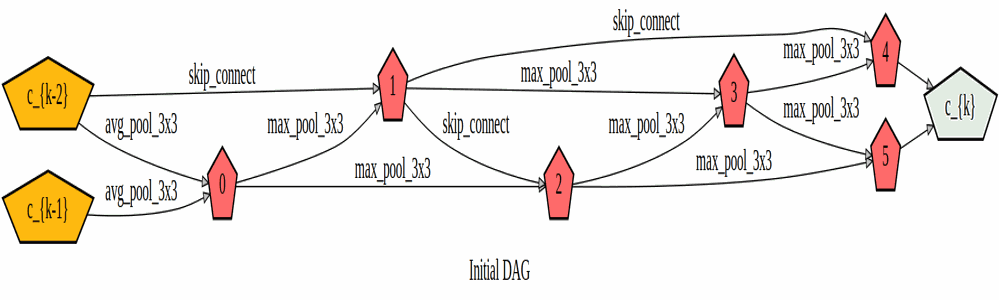 skip_connect
max_pool_3x3
4
c_{k-2}
skip_connect
1
max_pool_3x3
3
c_{k}
avg_pool_3x3
max_pool_3x3
skip_connect
max_pool_3x3
max_pool_3x3
c_{k-1}
avg_pool_3x3
0
max_pool_3x3
2
max_pool_3x3
5
Initial DAG